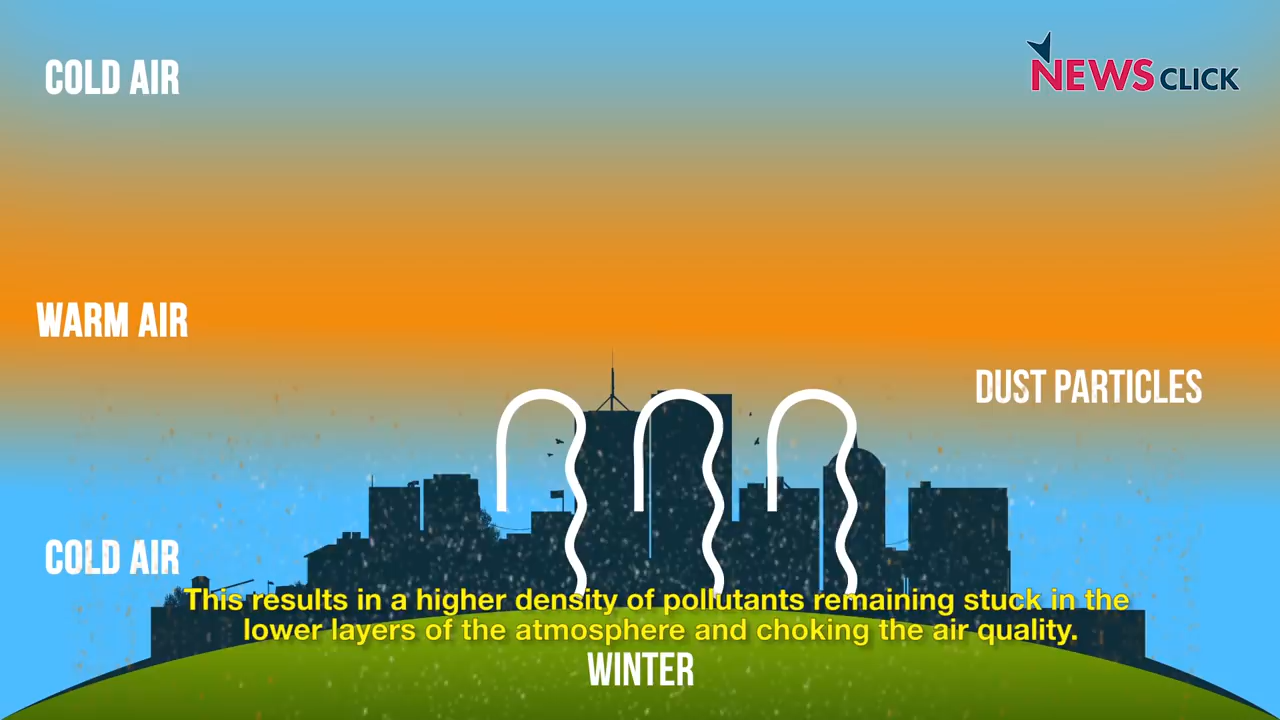 COLD AIR
NEWS CLICK
WARM AIR
DUST PARTICLES
COLD AIR
This results in a higher density of pollutants remaining stuck in the
lower layers of the atmosphere and choking the air quality.
WINTER